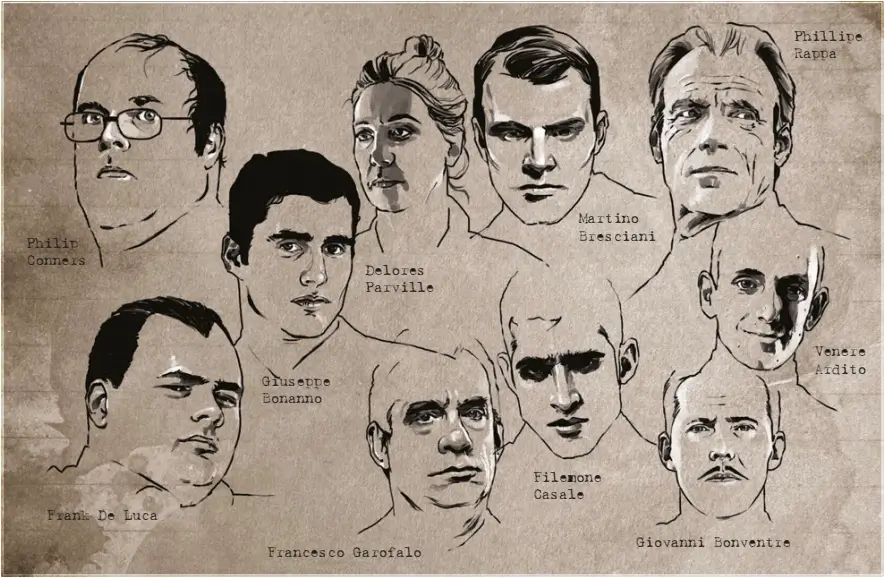 Phillipe
Rappa
Martino
Bresciani
Philip
Conners
Delores
Parville
Venere
Ardito
Giuseppe
Bonanno
Filemone
Casale
Frank De Luca
Giovanni Bonventre
Francesco Garofalo